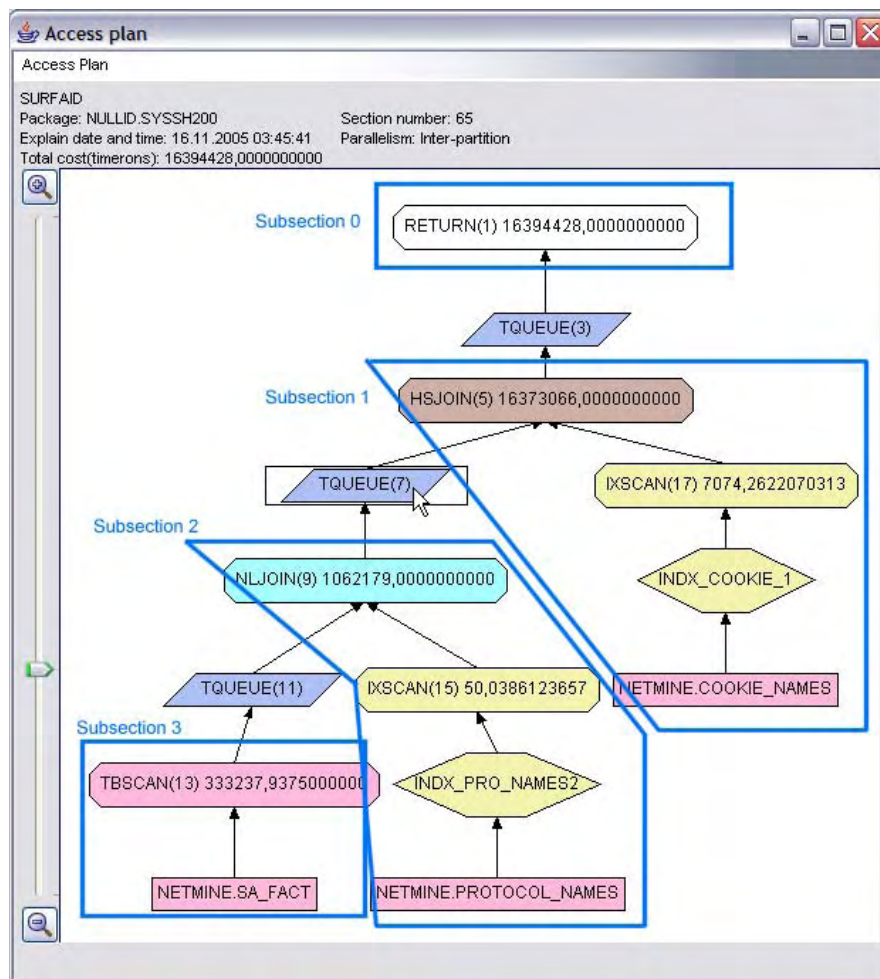 Access plan
Access Plan
SURFAID
Package: NULLID.SYSSH200
Section number: 65
Explain date and time: 16.11.2005 03:45:41
Parallelism: Inter-partition
Total cost(timerons): 16394428,0000000000
Subsection 0
RETURN(1) 16394428,0000000000
TQUEUE(3)
Subsection 1
HSJOIN(5) 16373066,0000000000
TQUEUE(7)
IXSCAN(17) 7074,2622070313
Subsection 2
NLJOIN(9) 1062179,0000000000
INDX_COOKIE_1
TQUEUE(11)
IXSCAN(15) 50,0386123657
NETMINE.COOKIE_NAMES
Subsection 3
TBSCAN(13) 333237,9375000000
INDX_PRO_NAMES2
NETMINE.SA_FACT
NETMINE.PROTOCOL_NAMES